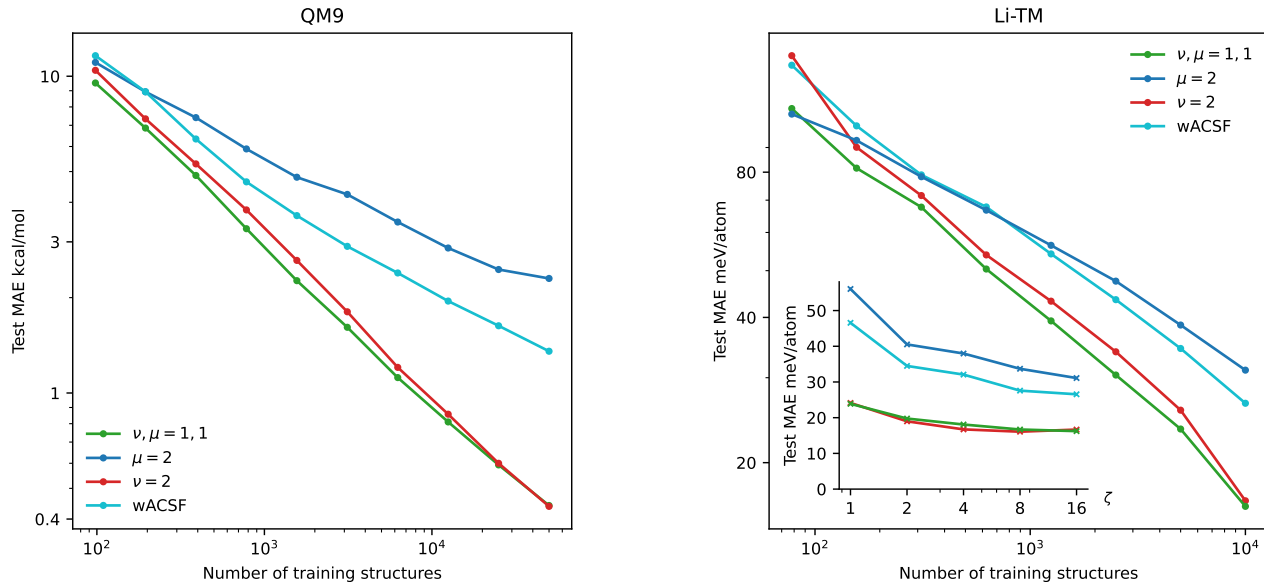 QM9
Test MAE kcal/mol
10
3
1
0.4
ν, μ = 1, 1
μ = 2
ν = 2
wACSF
10²
10³
10⁴
Number of training structures
Li-TM
Test MAE meV/atom
80
40
20
ν, μ = 1, 1
μ = 2
ν = 2
wACSF
Test MAE meV/atom
50
40
30
20
10
0
1
2
4
8
16
ζ
10²
10³
10⁴
Number of training structures